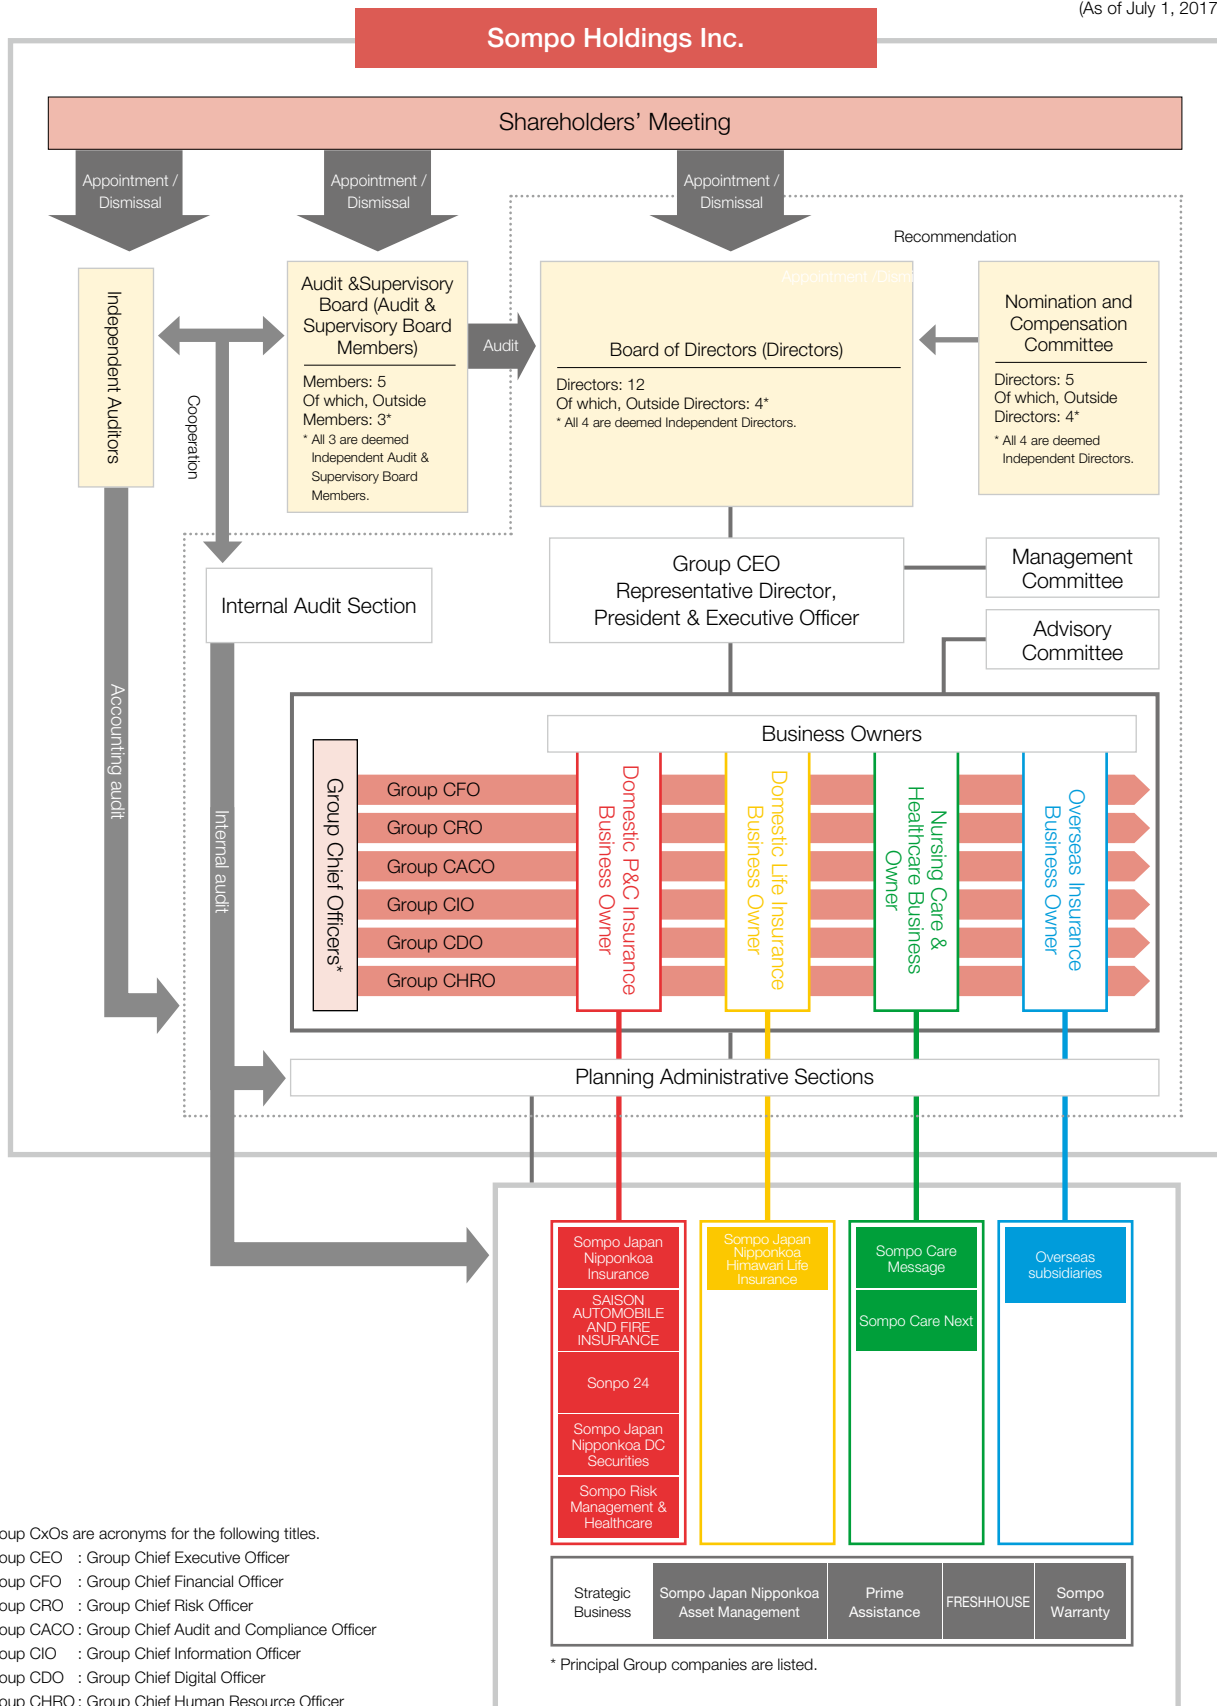 (As of July 1, 2017
Sompo Holdings Inc.
Shareholders' Meeting
Appointment /
Dismissal
Appointment /
Dismissal
Appointment /
Dismissal
Recommendation
Independent Auditors
Cooperation
Audit &Supervisory
Board (Audit &
Supervisory Board
Members)
Members: 5
Of which, Outside
Members: 3*
* All 3 are deemed
Independent Audit &
Supervisory Board
Members.
Audit
Appointment /Dismi
Board of Directors (Directors)
Directors: 12
Of which, Outside Directors: 4*
* All 4 are deemed Independent Directors.
Nomination and
Compensation
Committee
Directors: 5
Of which, Outside
Directors: 4*
* All 4 are deemed
Independent Directors.
Group CEO
Representative Director,
President & Executive Officer
Management
Committee
Advisory
Committee
Internal Audit Section
Accounting audit
Internal audit
Business Owners
Group Chief Officers*
Group CFO
Group CRO
Group CACO
Group CIO
Group CDO
Group CHRO
Domestic P&C Insurance
Business Owner
Domestic Life Insurance
Business Owner
Nursing Care &
Healthcare Business
Owner
Overseas Insurance
Business Owner
Planning Administrative Sections
Sompo Japan
Nipponkoa
Insurance
SAISON
AUTOMOBILE
AND FIRE
INSURANCE
Sonpo 24
Sompo Japan
Nipponkoa DC
Securities
Sompo Risk
Management &
Healthcare
Sompo Japan
Nipponkoa
Himawari Life
Insurance
Sompo Care
Message
Sompo Care Next
Overseas
subsidiaries
Strategic
Business
Sompo Japan Nipponkoa
Asset Management
Prime
Assistance
FRESHHOUSE
Sompo
Warranty
* Principal Group companies are listed.
oup CxOs are acronyms for the following titles.
oup CEO : Group Chief Executive Officer
oup CFO : Group Chief Financial Officer
oup CRO : Group Chief Risk Officer
oup CACO : Group Chief Audit and Compliance Officer
oup CIO : Group Chief Information Officer
oup CDO : Group Chief Digital Officer
oup CHRO : Group Chief Human Resource Officer